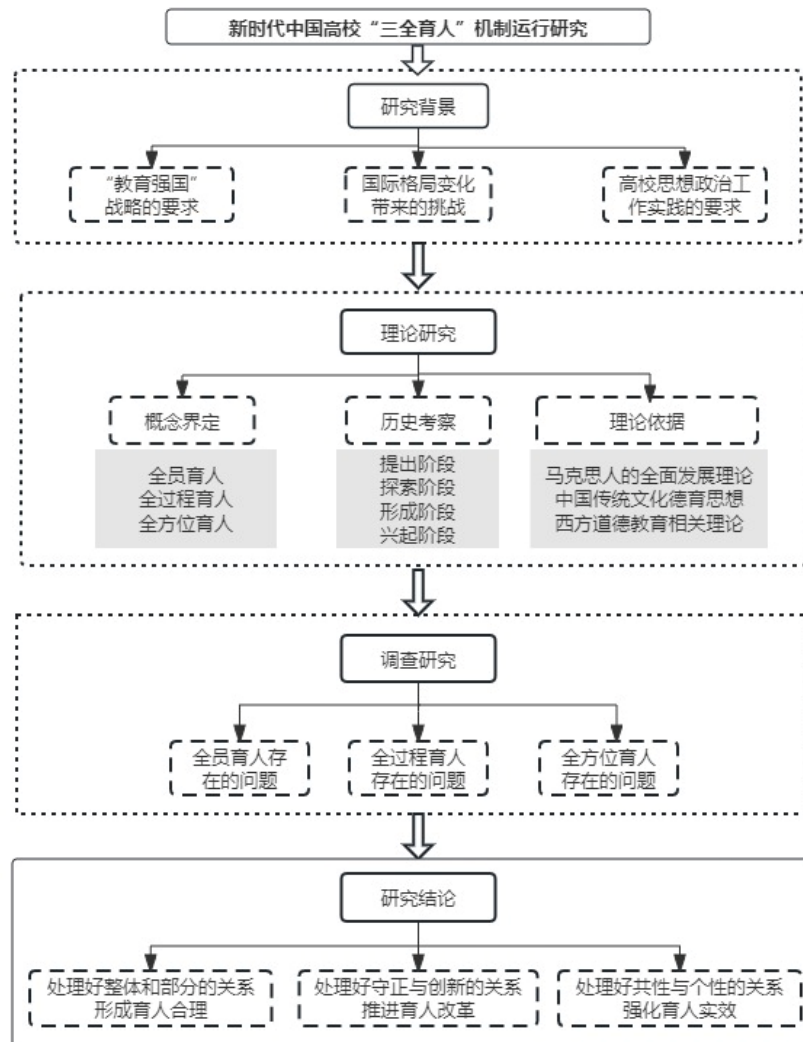 新时代中国高校“三全育人”机制运行研究
研究背景
“教育强国”
战略的要求
国际格局变化
带来的挑战
高校思想政治工
作实践的要求
理论研究
概念界定
历史考察
理论依据
全员育人
全过程育人
全方位育人
提出阶段
探索阶段
形成阶段
兴起阶段
马克思人的全面发展理论
中国传统文化德育思想
西方道德教育相关理论
调查研究
全员育人存
在的问题
全过程育人
存在的问题
全方位育人
存在的问题
研究结论
处理好整体和部分的关系
形成育人合理
处理好守正与创新的关系
推进育人改革
处理好共性与个性的关系
强化育人实效